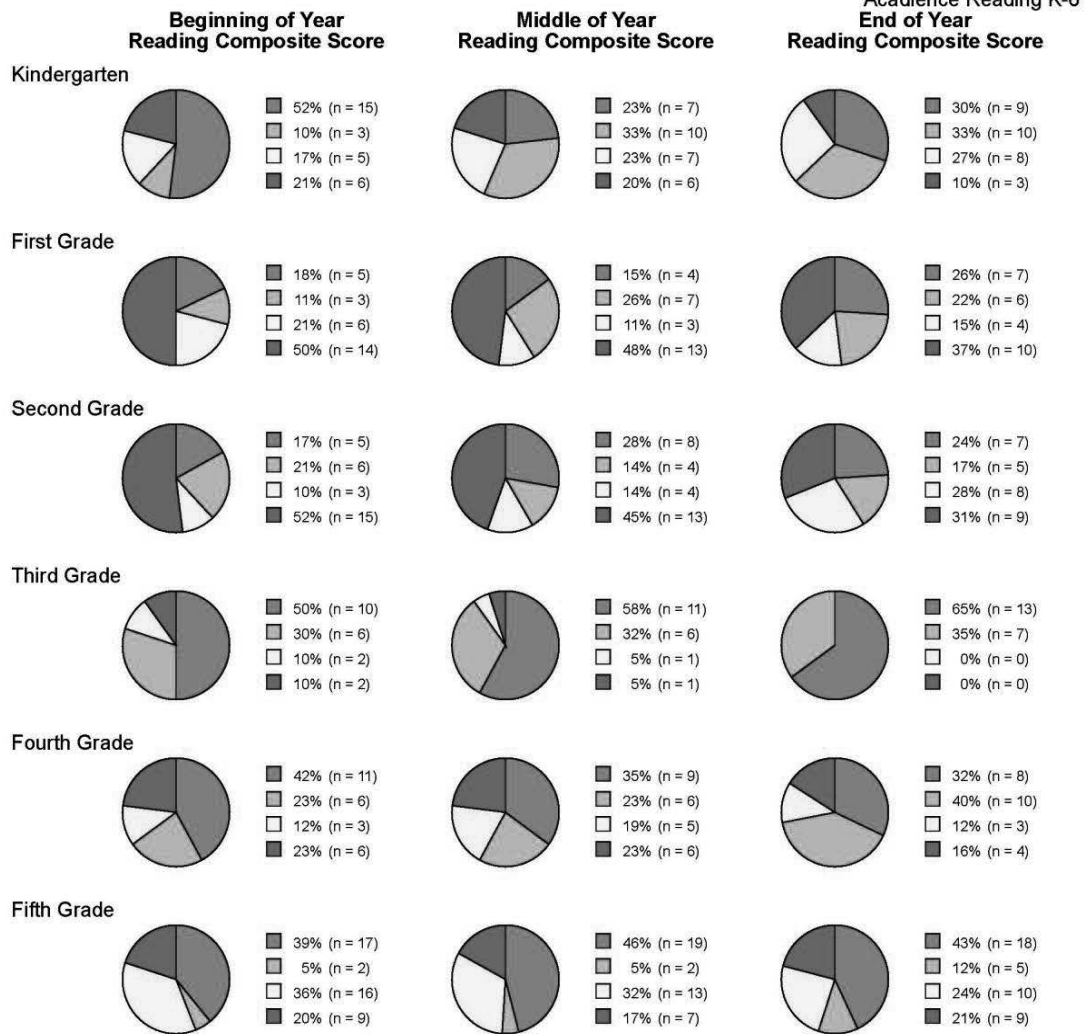 Acadience Reading K-6
Beginning of Year
Reading Composite Score
Middle of Year
Reading Composite Score
End of Year
Reading Composite Score
Kindergarten
52% (n = 15)
10% (n = 3)
17% (n = 5)
21% (n = 6)
23% (n = 7)
33% (n = 10)
23% (n = 7)
20% (n = 6)
30% (n = 9)
33% (n = 10)
27% (n = 8)
10% (n = 3)
First Grade
18% (n = 5)
11% (n = 3)
21% (n = 6)
50% (n = 14)
15% (n = 4)
26% (n = 7)
11% (n = 3)
48% (n = 13)
26% (n = 7)
22% (n = 6)
15% (n = 4)
37% (n = 10)
Second Grade
17% (n = 5)
21% (n = 6)
10% (n = 3)
52% (n = 15)
28% (n = 8)
14% (n = 4)
14% (n = 4)
45% (n = 13)
24% (n = 7)
17% (n = 5)
28% (n = 8)
31% (n = 9)
Third Grade
50% (n = 10)
30% (n = 6)
10% (n = 2)
10% (n = 2)
58% (n = 11)
32% (n = 6)
5% (n = 1)
5% (n = 1)
65% (n = 13)
35% (n = 7)
0% (n = 0)
0% (n = 0)
Fourth Grade
42% (n = 11)
23% (n = 6)
12% (n = 3)
23% (n = 6)
35% (n = 9)
23% (n = 6)
19% (n = 5)
23% (n = 6)
32% (n = 8)
40% (n = 10)
12% (n = 3)
16% (n = 4)
Fifth Grade
39% (n = 17)
5% (n = 2)
36% (n = 16)
20% (n = 9)
46% (n = 19)
5% (n = 2)
32% (n = 13)
17% (n = 7)
43% (n = 18)
12% (n = 5)
24% (n = 10)
21% (n = 9)